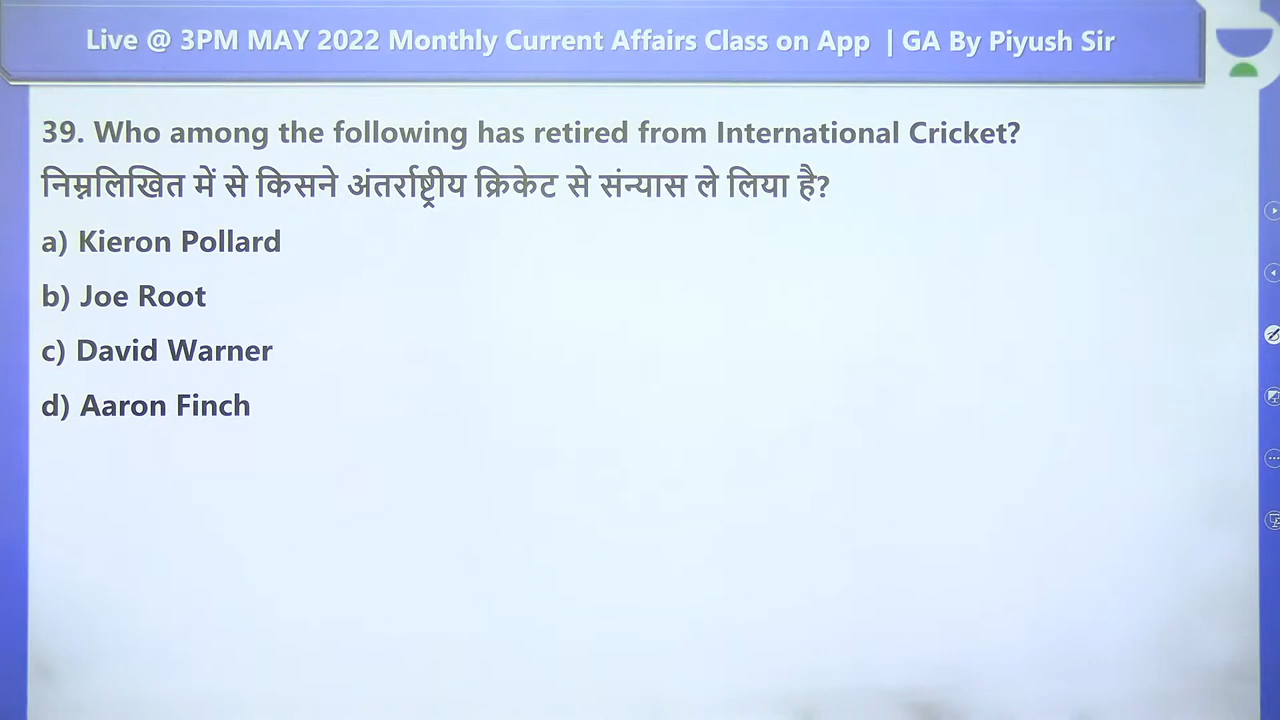 Live @ 3PM MAY 2022 Monthly Current Affairs Class on App | GA By Piyush Sir
39. Who among the following has retired from International Cricket?
निम्नलिखित में से किसने अंतर्राष्ट्रीय क्रिकेट से संन्यास ले लिया है?
a) Kieron Pollard
b) Joe Root
c) David Warner
d) Aaron Finch